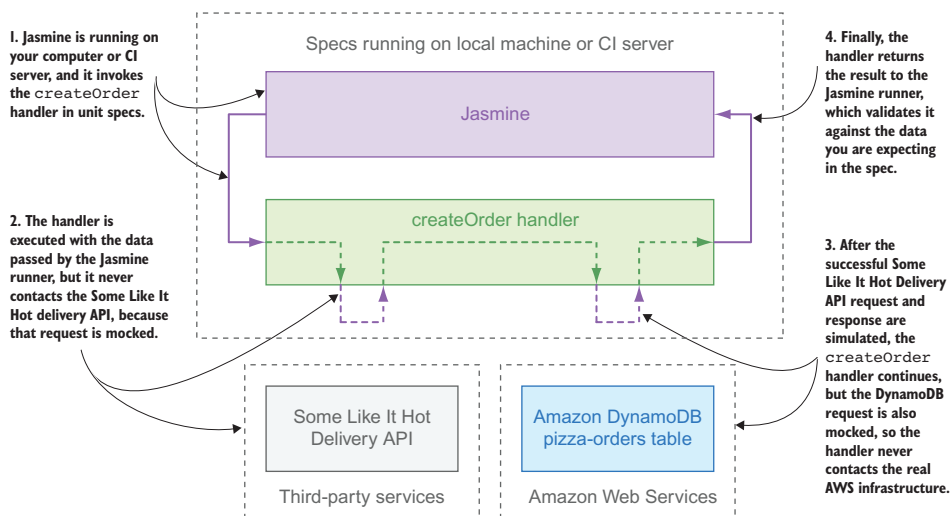 1. Jasmine is running on
your computer or CI
server, and it invokes
the createOrder
handler in unit specs.
Specs running on local machine or CI server
4. Finally, the
handler returns
the result to the
Jasmine runner,
which validates it
against the data
you are expecting
in the spec.
Jasmine
2. The handler is
executed with the data
passed by the Jasmine
runner, but it never
contacts the Some Like It
Hot delivery API, because
that request is mocked.
createOrder handler
3. After the
successful Some
Like It Hot Delivery
API request and
response are
simulated, the
createOrder
handler continues,
but the DynamoDB
request is also
mocked, so the
handler never
contacts the real
AWS infrastructure.
Some Like It Hot
Delivery API
Third-party services
Amazon DynamoDB
pizza-orders table
Amazon Web Services